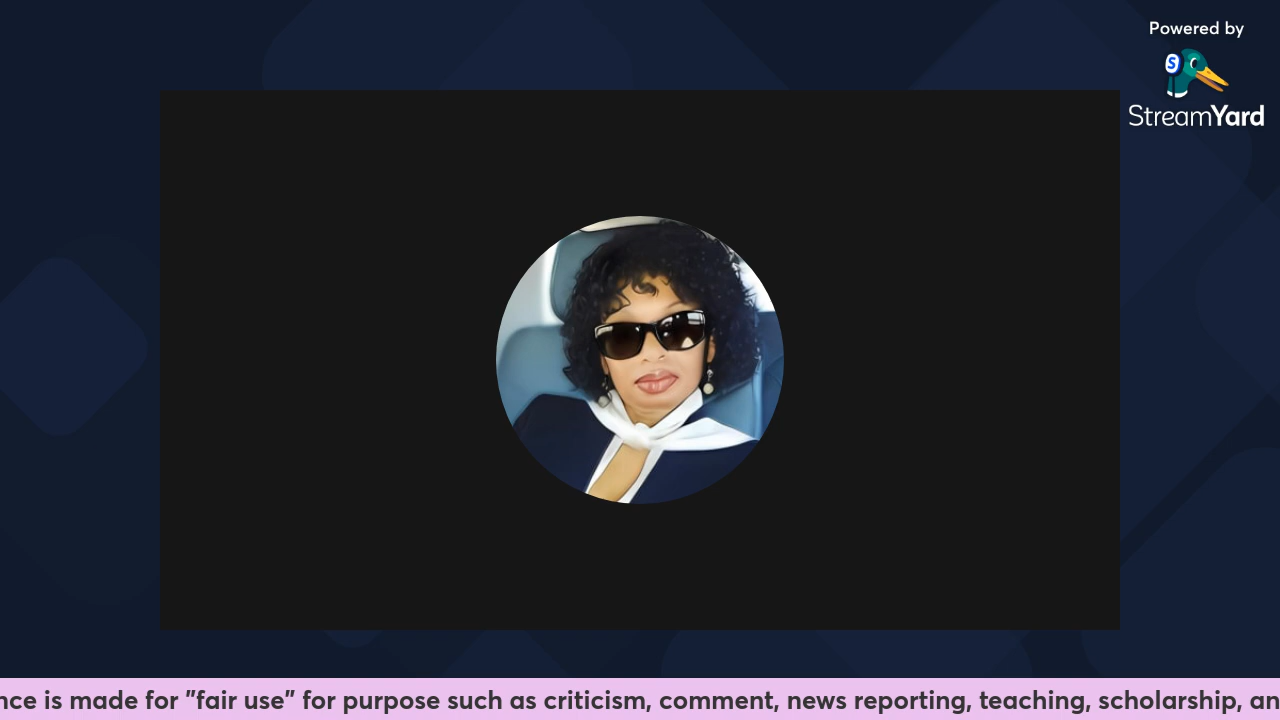 Powered by
S
StreamYard
nce is made for "fair use" for purpose such as criticism, comment, news reporting, teaching, scholarship, an